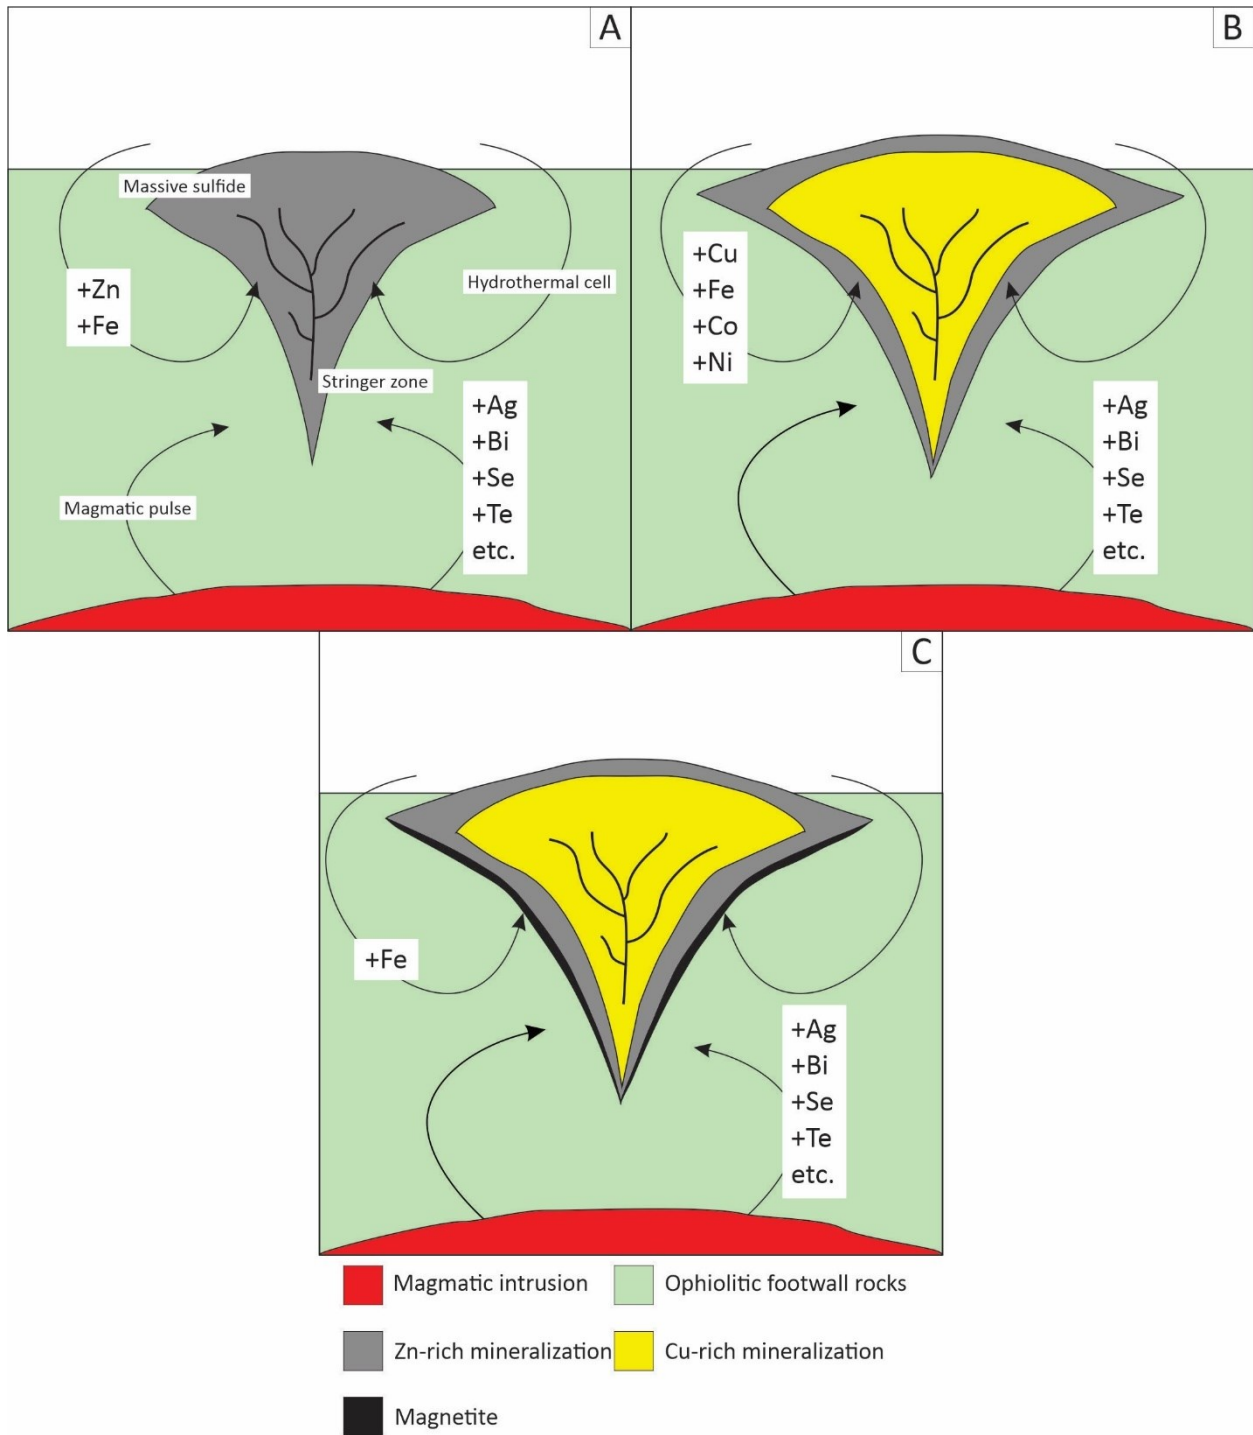 A
Massive sulfide
+Zn
+Fe
Hydrothermal cell
Stringer zone
+Ag
+Bi
+Se
+Te
etc.
Magmatic pulse
B
+Cu
+Fe
+Co
+Ni
+Ag
+Bi
+Se
+Te
etc.
C
+Fe
+Ag
+Bi
+Se
+Te
etc.
Magmatic intrusion
Ophiolitic footwall rocks
Zn-rich mineralization
Cu-rich mineralization
Magnetite